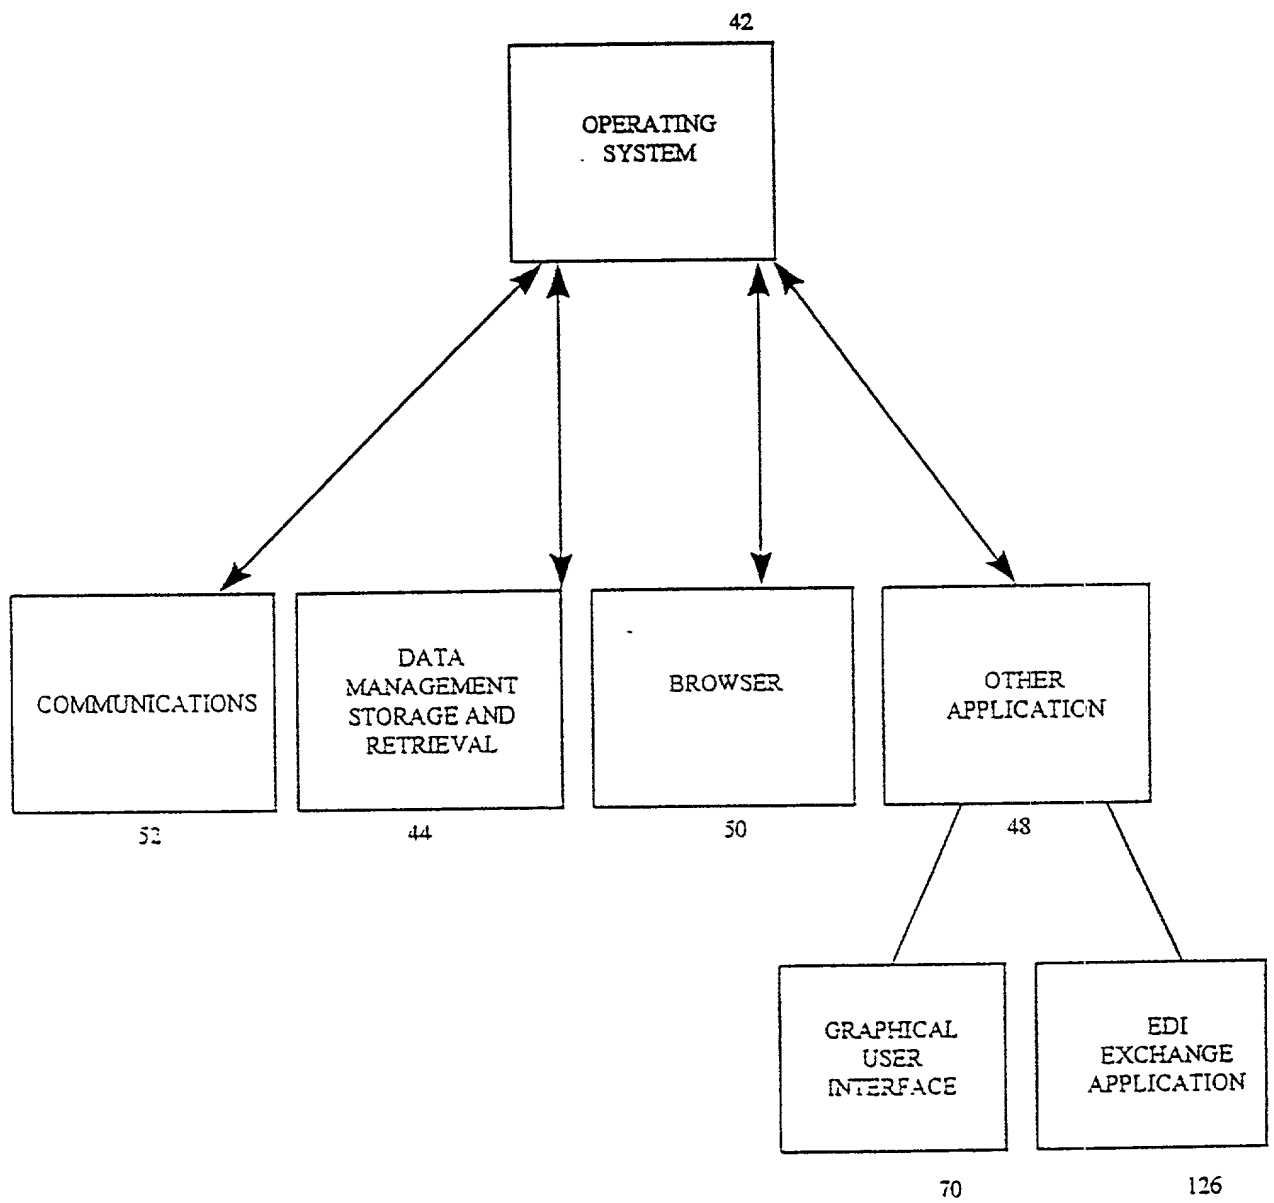 42
OPERATING
SYSTEM
COMMUNICATIONS
52
DATA
MANAGEMENT
STORAGE AND
RETRIEVAL
44
BROWSER
50
OTHER
APPLICATION
48
GRAPHICAL
USER
INTERFACE
70
EDI
EXCHANGE
APPLICATION
126